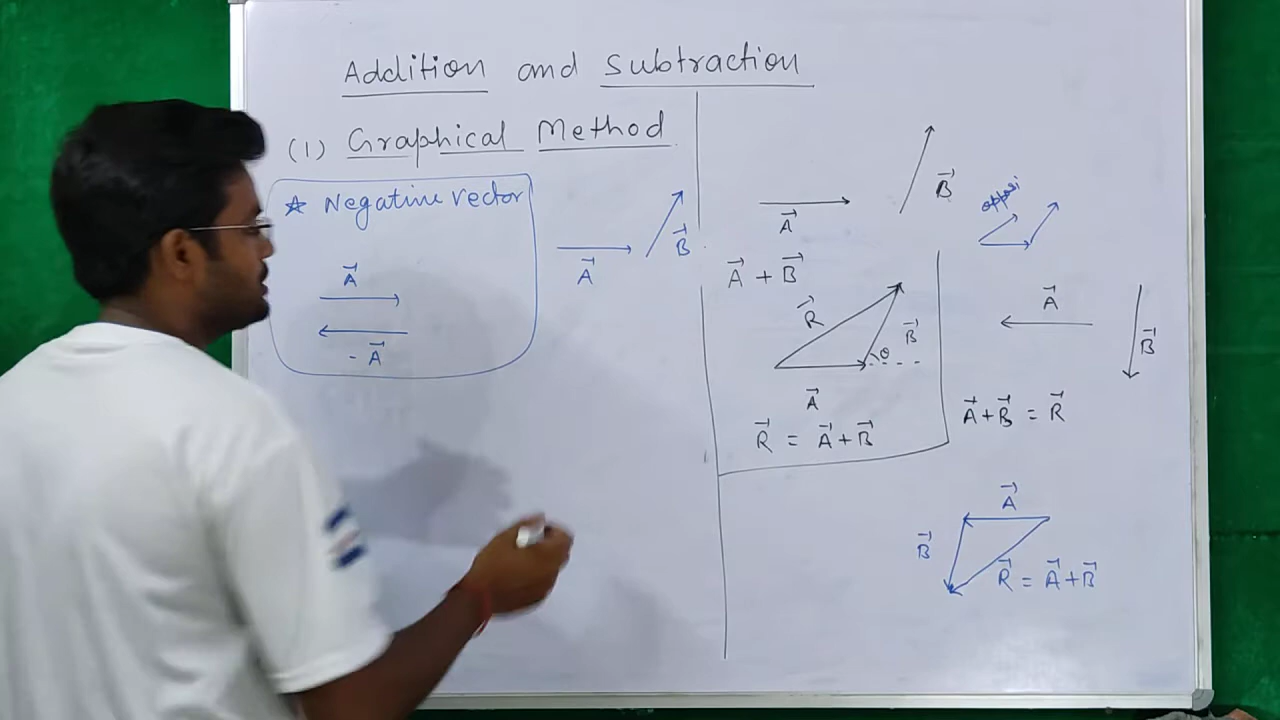 Addition and Subtraction
(1) Graphical Method
☆ Negative vector
A⃗
- A⃗
A⃗
B⃗
A⃗
B⃗
A⃗ + B⃗
R⃗
B⃗
θ
A⃗
R⃗ = A⃗ + B⃗
A⃗
B⃗
A⃗ + B⃗ = R⃗
A⃗
B⃗
R⃗ = A⃗ + B⃗